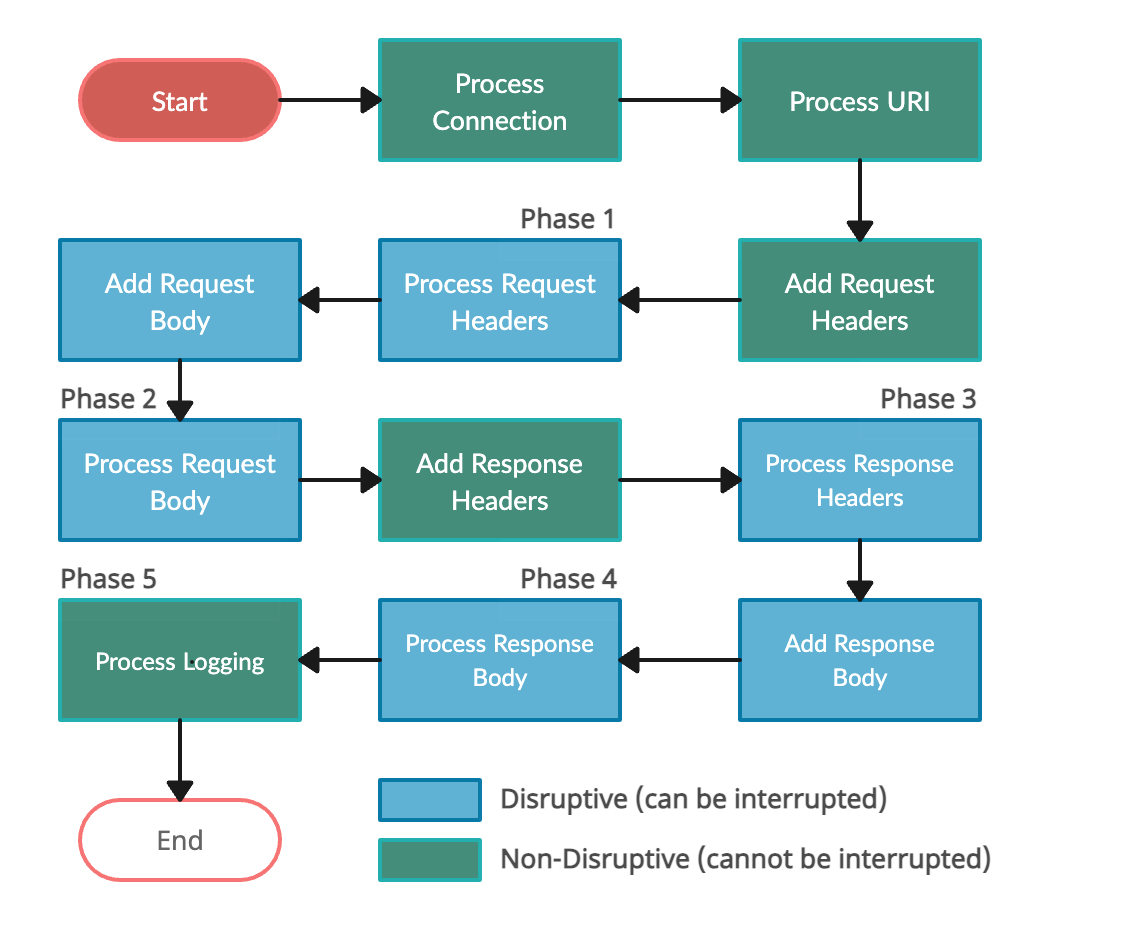 Start
Process
Connection
Process URI
Phase 1
Add Request
Body
Process Request
Headers
Add Request
Headers
Phase 2
Phase 3
Process Request
Body
Add Response
Headers
Process Response
Headers
Phase 5
Phase 4
Process Logging
Process Response
Body
Add Response
Body
Disruptive (can be interrupted)
End
Non-Disruptive (cannot be interrupted)